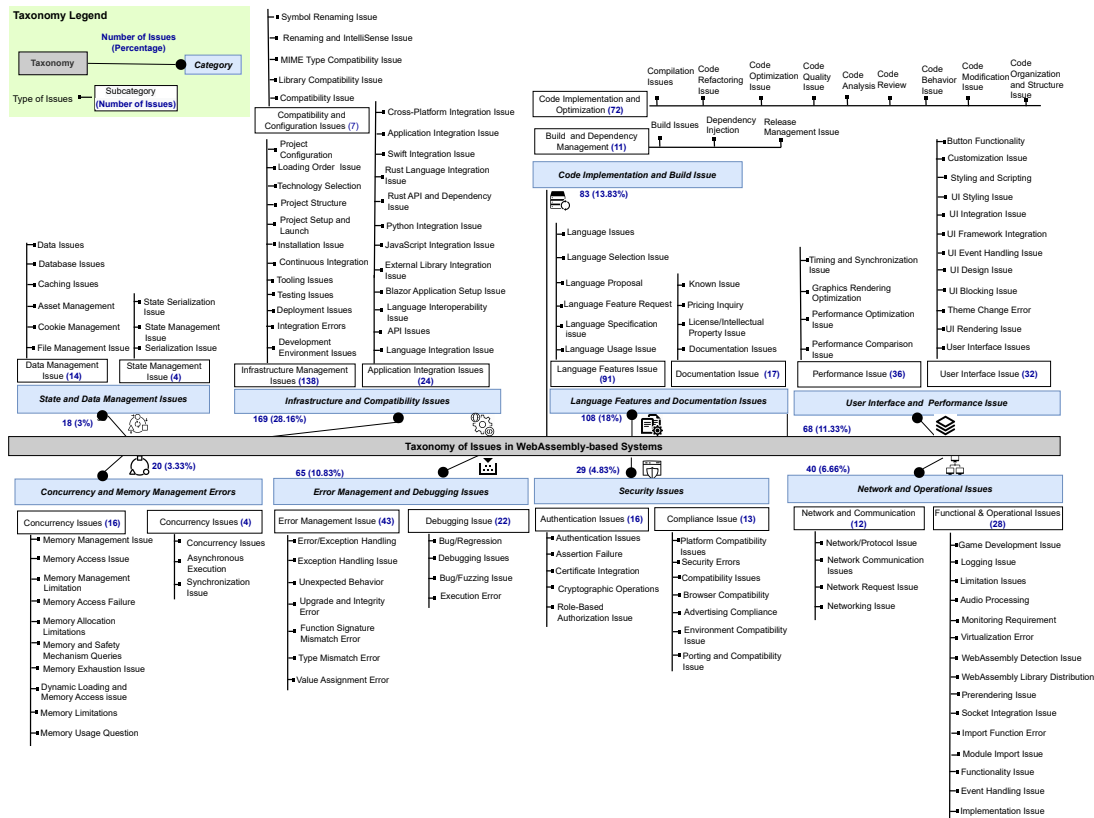 Taxonomy Legend
Number of Issues
(Percentage)
Taxonomy
Category
Type of Issues
Subcategory
(Number of Issues)
Symbol Renaming Issue
Renaming and IntelliSense Issue
MIME Type Compatibility Issue
Library Compatibility Issue
Compatibility Issue
Compatibility and
Configuration Issues (7)
Project
Configuration
Loading Order Issue
Technology Selection
Project Structure
Project Setup and
Launch
Installation Issue
Continuous Integration
Tooling Issues
Testing Issues
Deployment Issues
Integration Errors
Development
Environment Issues
Infrastructure Management
Issues (138)
Cross-Platform Integration Issue
Application Integration Issue
Swift Integration Issue
Rust Language Integration
Issue
Rust API and Dependency
Issue
Python Integration Issue
JavaScript Integration Issue
External Library Integration
Issue
Blazor Application Setup Issue
Language Interoperability
Issue
API Issues
Language Integration Issue
Application Integration Issues
(24)
Infrastructure and Compatibility Issues
169 (28.16%)
Data Issues
Database Issues
Caching Issues
Asset Management
Cookie Management
File Management Issue
Data Management
Issue (14)
State Serialization
Issue
State Management
Issue
Serialization Issue
State Management
Issue (4)
State and Data Management Issues
18 (3%)
Compilation
Issues
Code
Refactoring
Issue
Code
Optimization
Issue
Code
Quality
Issue
Code
Analysis
Code
Review
Code
Behavior
Issue
Code
Modification
Issue
Code
Organization
and Structure
Issue
Code Implementation and
Optimization (72)
Build Issues
Dependency
Injection
Release
Management Issue
Build and Dependency
Management (11)
Code Implementation and Build Issue
83 (13.83%)
Language Issues
Language Selection Issue
Language Proposal
Language Feature Request
Language Specification
issue
Language Usage Issue
Language Features Issue
(91)
Known Issue
Pricing Inquiry
License/Intellectual
Property Issue
Documentation Issues
Documentation Issue (17)
Language Features and Documentation Issues
108 (18%)
Timing and Synchronization
Issue
Graphics Rendering
Optimization
Performance Optimization
Issue
Performance Comparison
Issue
Performance Issue (36)
Button Functionality
Customization Issue
Styling and Scripting
UI Styling Issue
UI Integration Issue
UI Framework Integration
UI Event Handling Issue
UI Design Issue
UI Blocking Issue
Theme Change Error
UI Rendering Issue
User Interface Issues
User Interface Issue (32)
User Interface and Performance Issue
68 (11.33%)
Taxonomy of Issues in WebAssembly-based Systems
20 (3.33%)
Concurrency and Memory Management Errors
Concurrency Issues (16)
Memory Management Issue
Memory Access Issue
Memory Management
Limitation
Memory Access Failure
Memory Allocation
Limitations
Memory and Safety
Mechanism Queries
Memory Exhaustion Issue
Dynamic Loading and
Memory Access issue
Memory Limitations
Memory Usage Question
Concurrency Issues (4)
Concurrency Issues
Asynchronous
Execution
Synchronization
Issue
65 (10.83%)
Error Management and Debugging Issues
Error Management Issue (43)
Error/Exception Handling
Exception Handling Issue
Unexpected Behavior
Upgrade and Integrity
Error
Function Signature
Mismatch Error
Type Mismatch Error
Value Assignment Error
Debugging Issue (22)
Bug/Regression
Debugging Issues
Bug/Fuzzing Issue
Execution Error
29 (4.83%)
Security Issues
Authentication Issues (16)
Authentication Issues
Assertion Failure
Certificate Integration
Cryptographic Operations
Role-Based
Authorization Issue
Compliance Issue (13)
Platform Compatibility
Issues
Security Errors
Compatibility Issues
Browser Compatibility
Advertising Compliance
Environment Compatibility
Issue
Porting and Compatibility
Issue
40 (6.66%)
Network and Operational Issues
Network and Communication
(12)
Network/Protocol Issue
Network Communication
Issues
Network Request Issue
Networking Issue
Functional & Operational Issues
(28)
Game Development Issue
Logging Issue
Limitation Issues
Audio Processing
Monitoring Requirement
Virtualization Error
WebAssembly Detection Issue
WebAssembly Library Distribution
Prerendering Issue
Socket Integration Issue
Import Function Error
Module Import Issue
Functionality Issue
Event Handling Issue
Implementation Issue